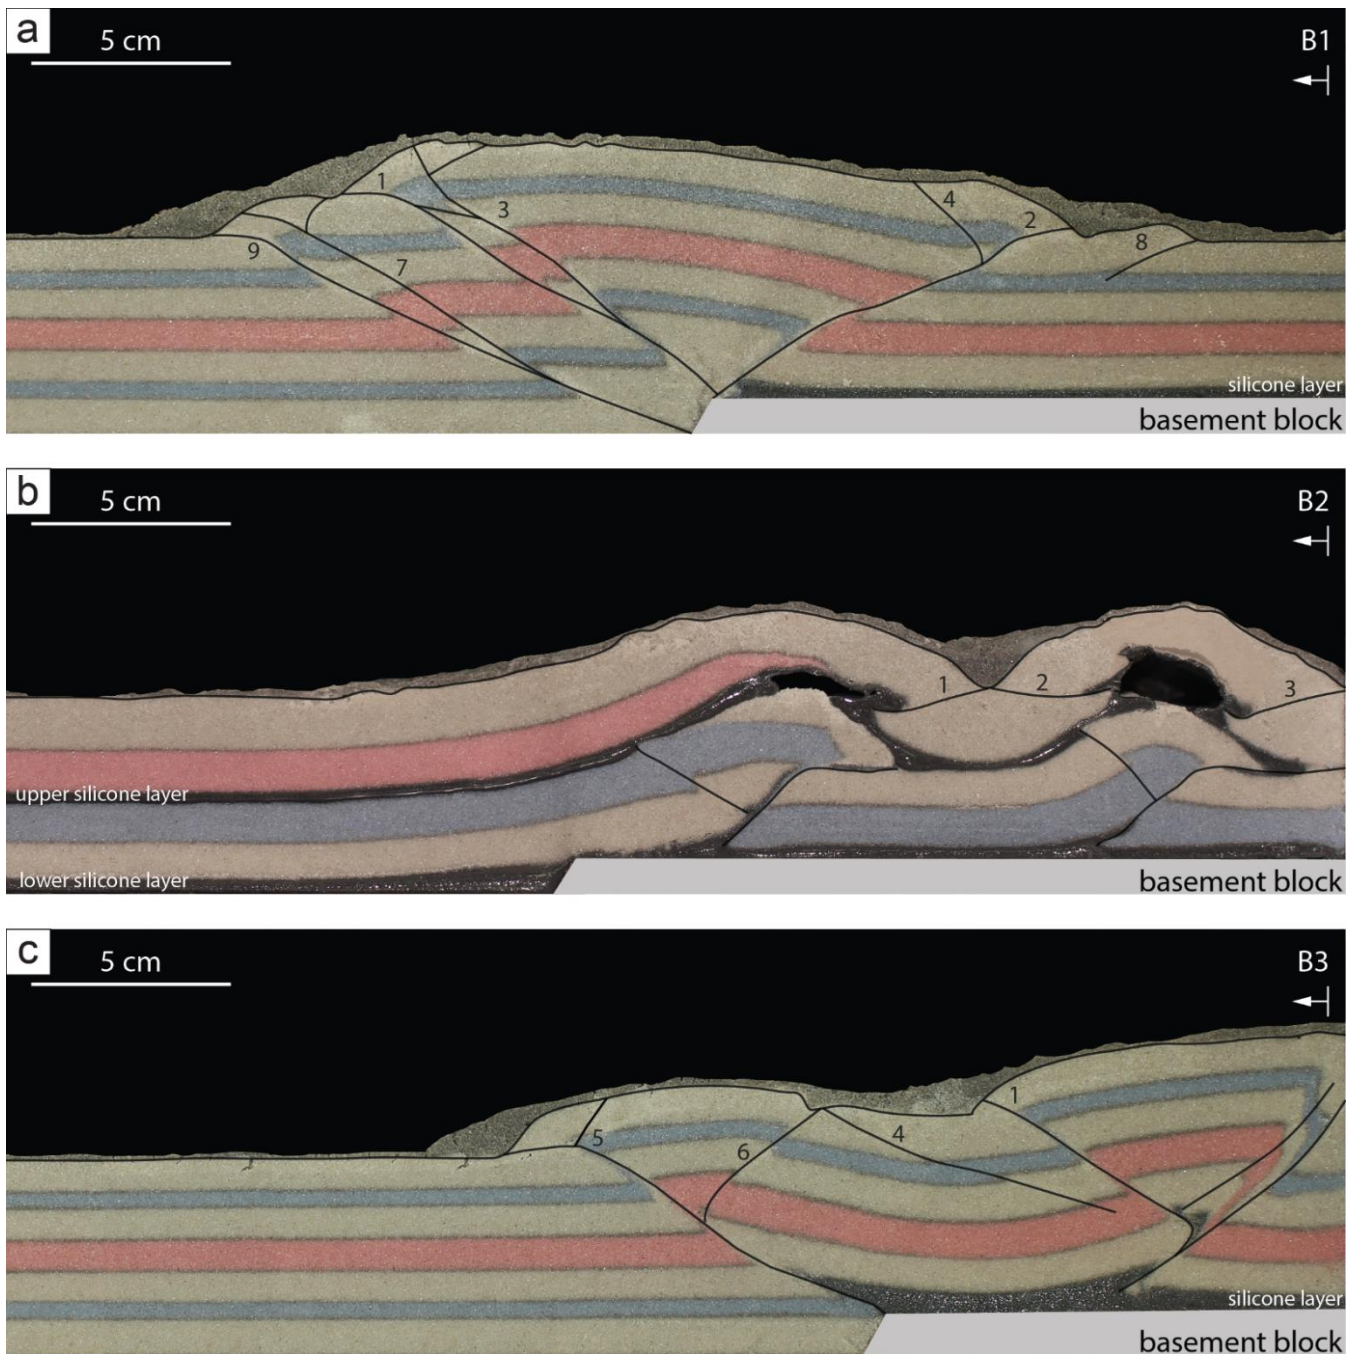 a
5 cm
B1
1
3
4
2
8
9
7
silicone layer
basement block
b
5 cm
B2
1
2
3
upper silicone layer
lower silicone layer
basement block
c
5 cm
B3
1
5
6
4
silicone layer
basement block